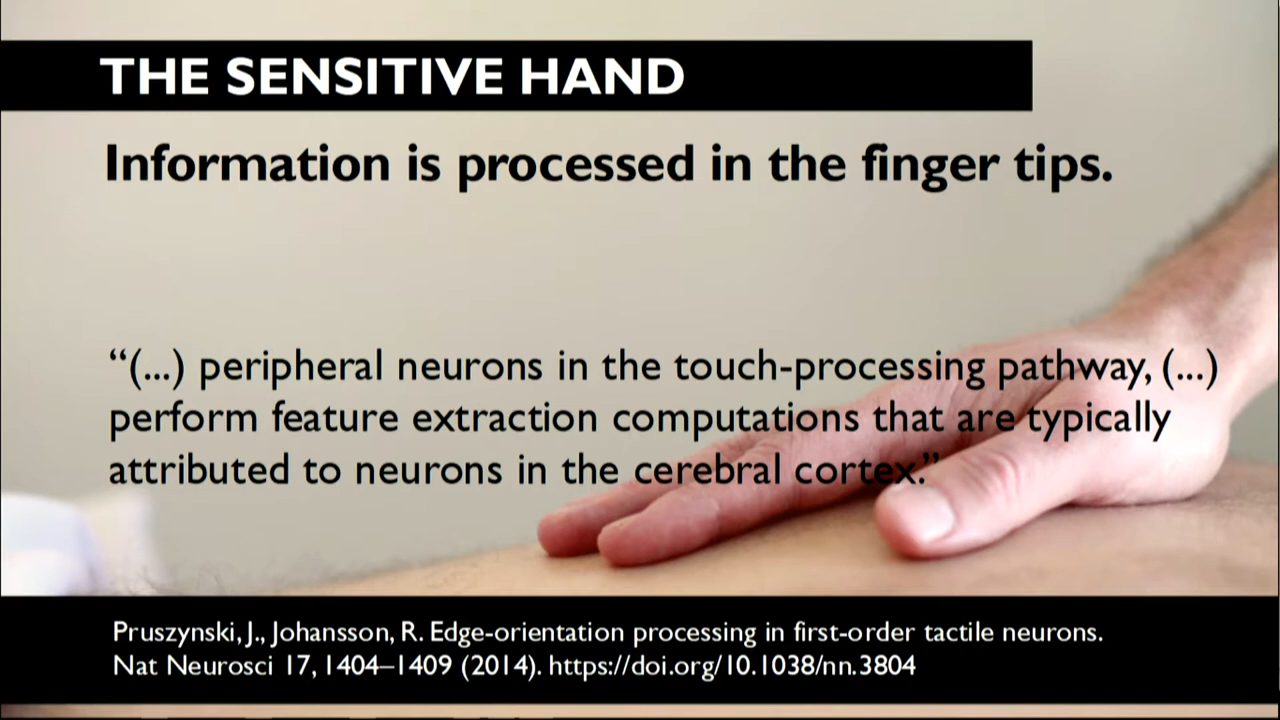 THE SENSITIVE HAND
Information is processed in the finger tips.
“(...) peripheral neurons in the touch-processing pathway, (...)
perform feature extraction computations that are typically
attributed to neurons in the cerebral cortex.”
Pruszynski, J., Johansson, R. Edge-orientation processing in first-order tactile neurons.
Nat Neurosci 17, 1404–1409 (2014). https://doi.org/10.1038/nn.3804